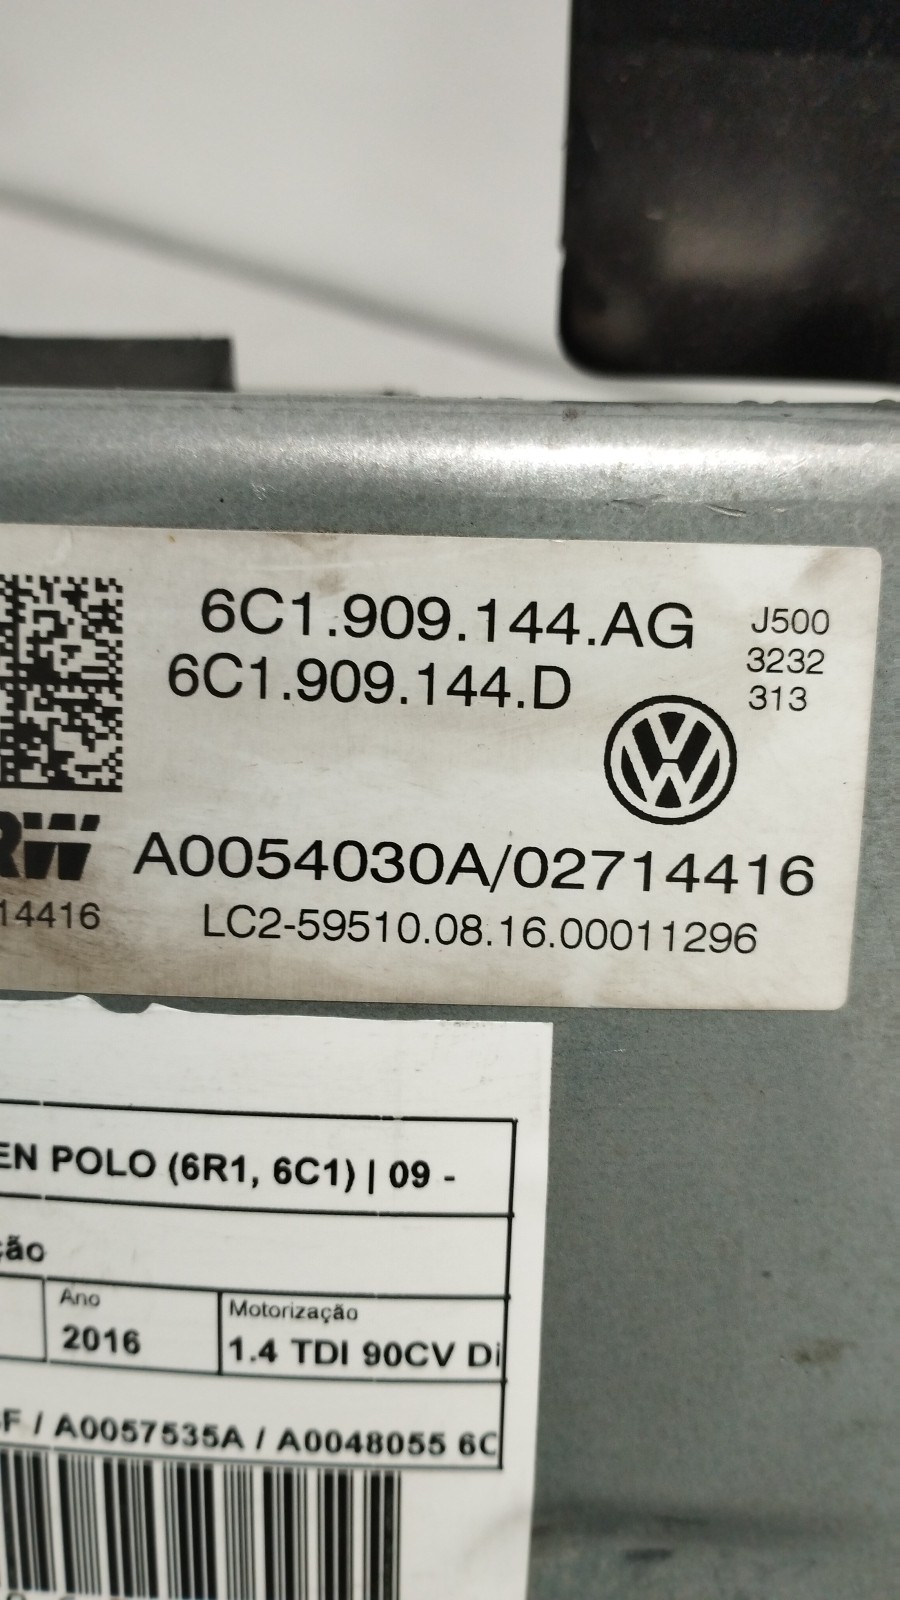 6C1.909.144.AG
6C1.909.144.D
J500
3232
313
A0054030A/02714416
14416
LC2-59510.08.16.00011296
EN POLO (6R1, 6C1) | 09 -
ção
Ano
2016
Motorização
1.4 TDI 90CV Di
F / A0057535A / A0048055 6C